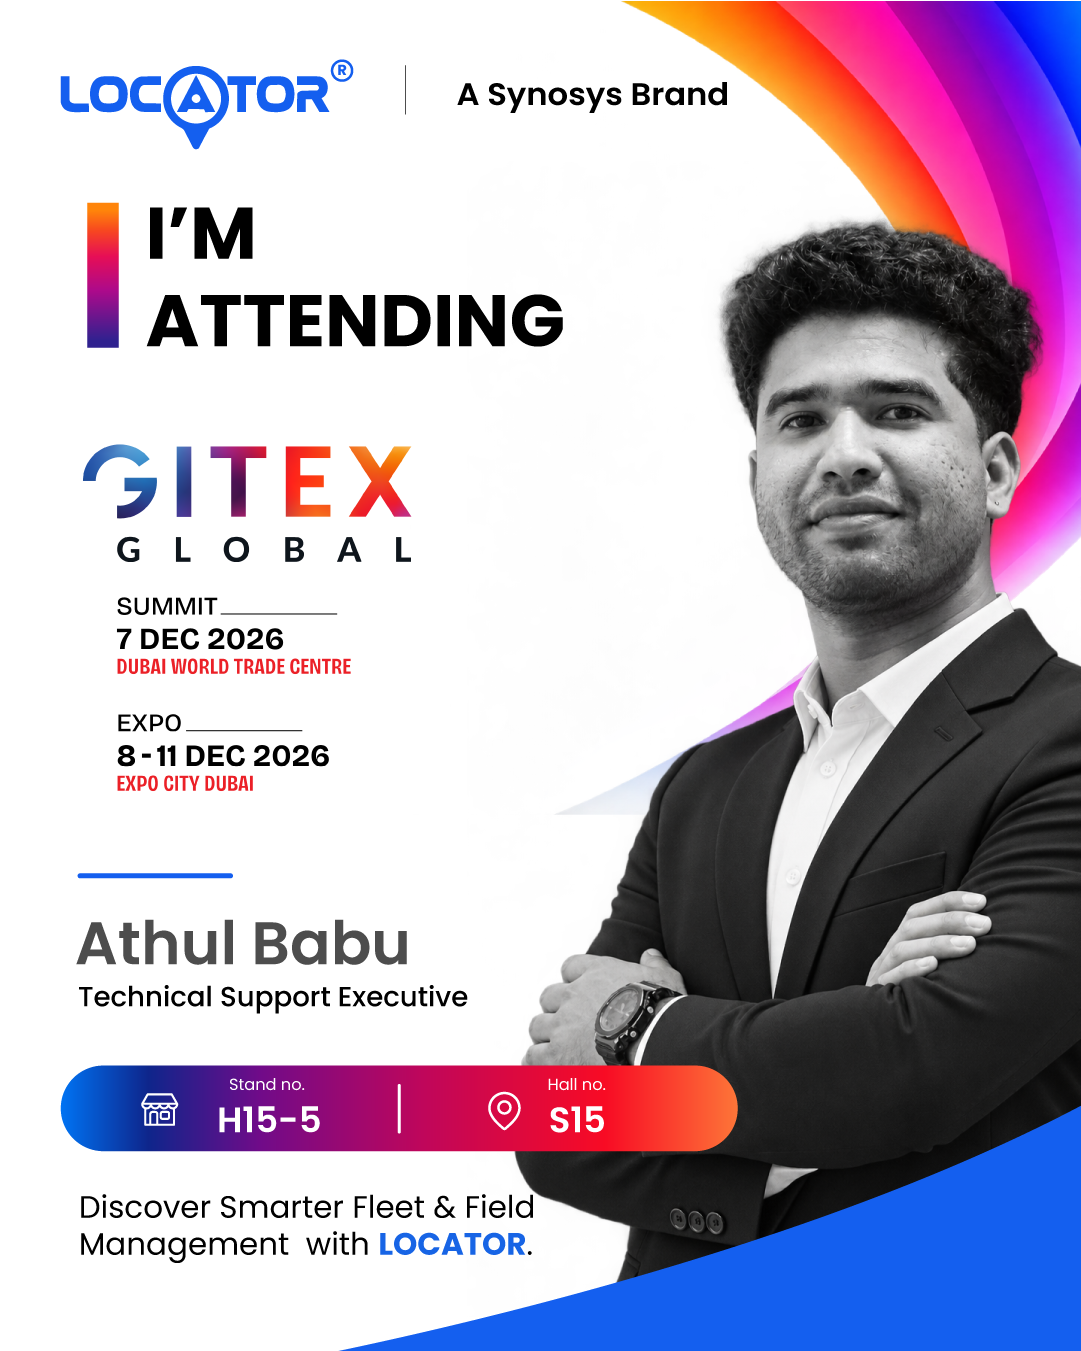 LOCATOR®
A Synosys Brand
I’M
ATTENDING
GITEX
GLOBAL
SUMMIT
7 DEC 2026
DUBAI WORLD TRADE CENTRE
EXPO
8-11 DEC 2026
EXPO CITY DUBAI
Athul Babu
Technical Support Executive
Stand no.
H15-5
Hall no.
S15
Discover Smarter Fleet & Field
Management with LOCATOR.